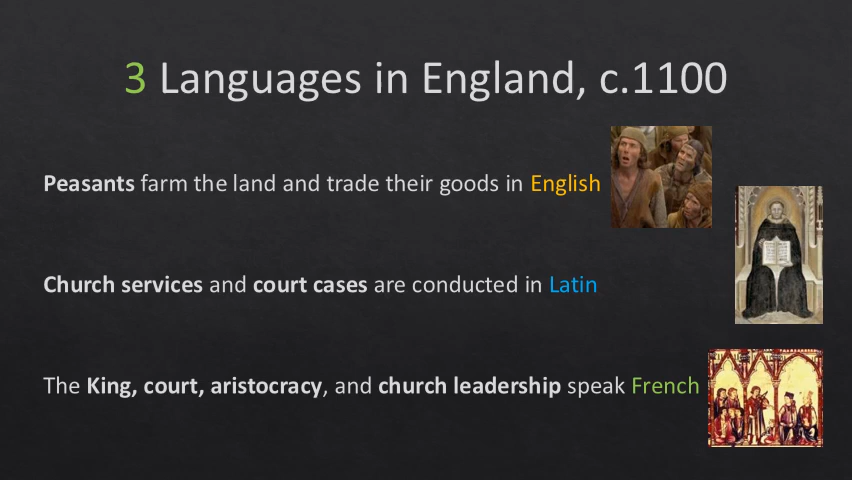 3 Languages in England, c.1100
Peasants farm the land and trade their goods in English
Church services and court cases are conducted in Latin
The King, court, aristocracy, and church leadership speak French